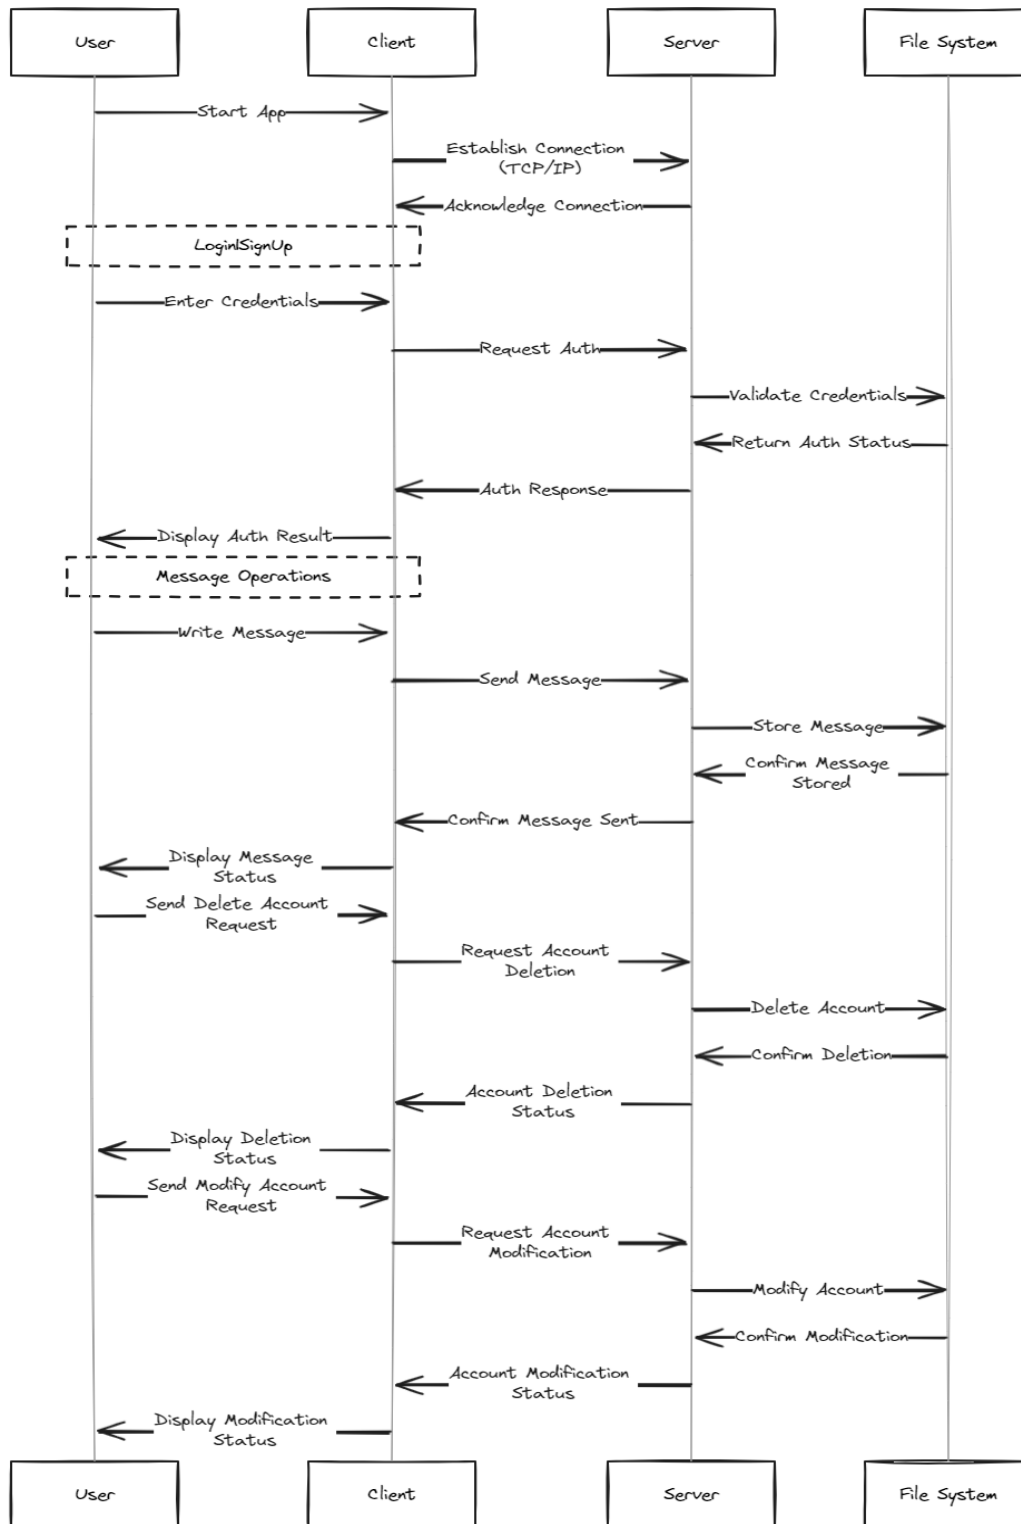 User
Client
Server
File System
Start App
Establish Connection
(TCP/IP)
Acknowledge Connection
Login|SignUp
Enter Credentials
Request Auth
Validate Credentials
Return Auth Status
Auth Response
Display Auth Result
Message Operations
Write Message
Send Message
Store Message
Confirm Message
Stored
Confirm Message Sent
Display Message
Status
Send Delete Account
Request
Request Account
Deletion
Delete Account
Confirm Deletion
Account Deletion
Status
Display Deletion
Status
Send Modify Account
Request
Request Account
Modification
Modify Account
Confirm Modification
Account Modification
Status
Display Modification
Status
User
Client
Server
File System